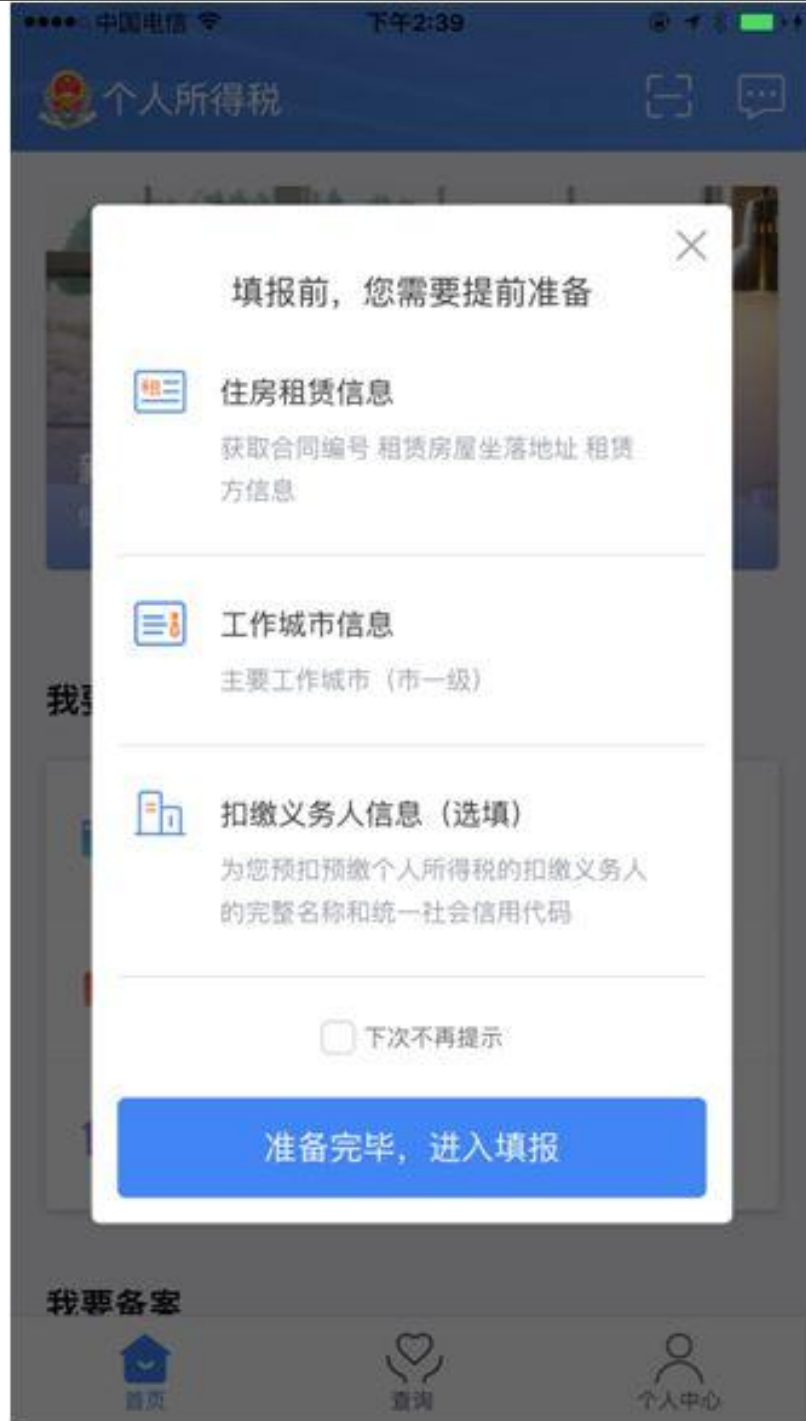 中国电信
下午2:39
个人所得税
填报前，您需要提前准备
租
住房租赁信息
获取合同编号 租赁房屋坐落地址 租赁
方信息
工作城市信息
主要工作城市（市一级）
我要
扣缴义务人信息（选填）
为您预扣预缴个人所得税的扣缴义务人
的完整名称和统一社会信用代码
下次不再提示
准备完毕，进入填报
我要备案
首页
查询
个人中心